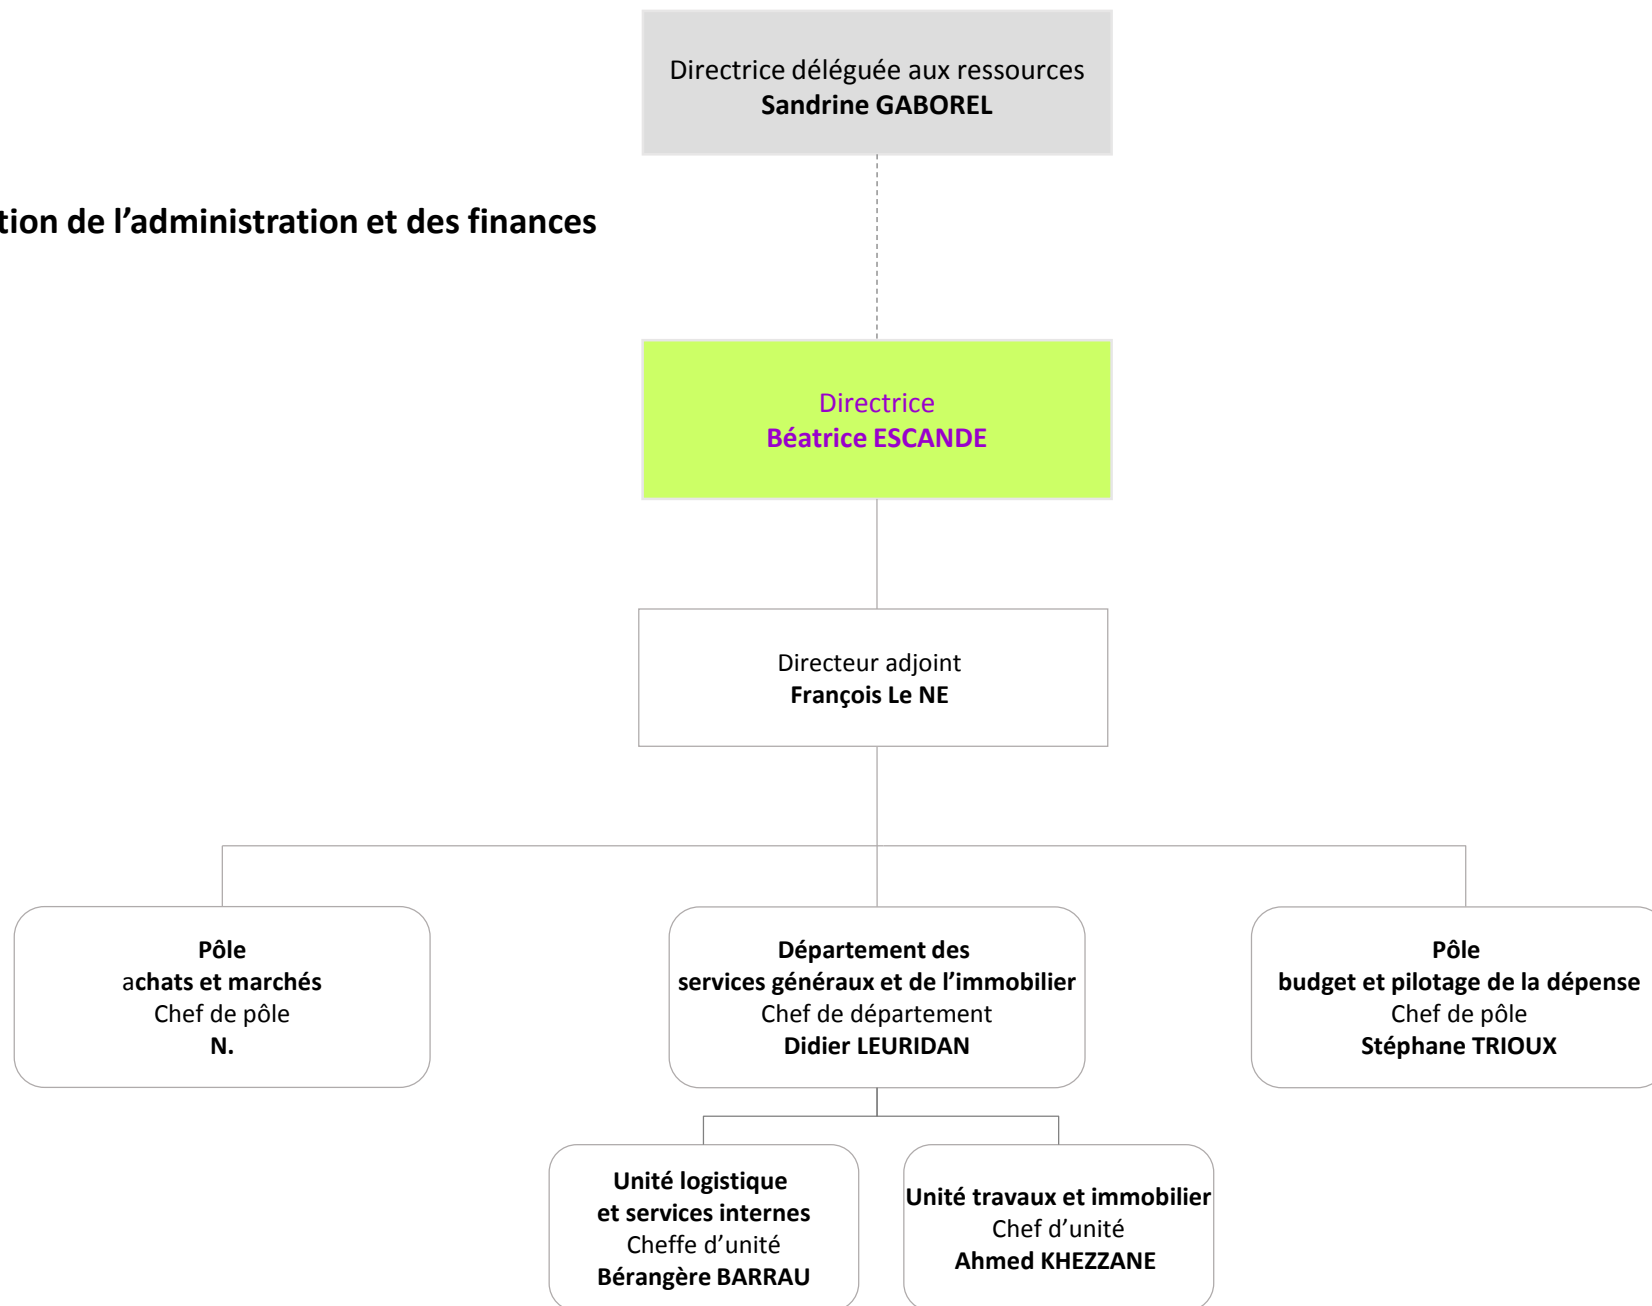 Directrice déléguée aux ressources
Sandrine GABOREL
tion de l’administration et des finances
Directrice
Béatrice ESCANDE
Directeur adjoint
François Le NE
Pôle
achats et marchés
Chef de pôle
N.
Département des
services généraux et de l’immobilier
Chef de département
Didier LEURIDAN
Pôle
budget et pilotage de la dépense
Chef de pôle
Stéphane TRIOUX
Unité logistique
et services internes
Cheffe d’unité
Bérangère BARRAU
Unité travaux et immobilier
Chef d’unité
Ahmed KHEZZANE